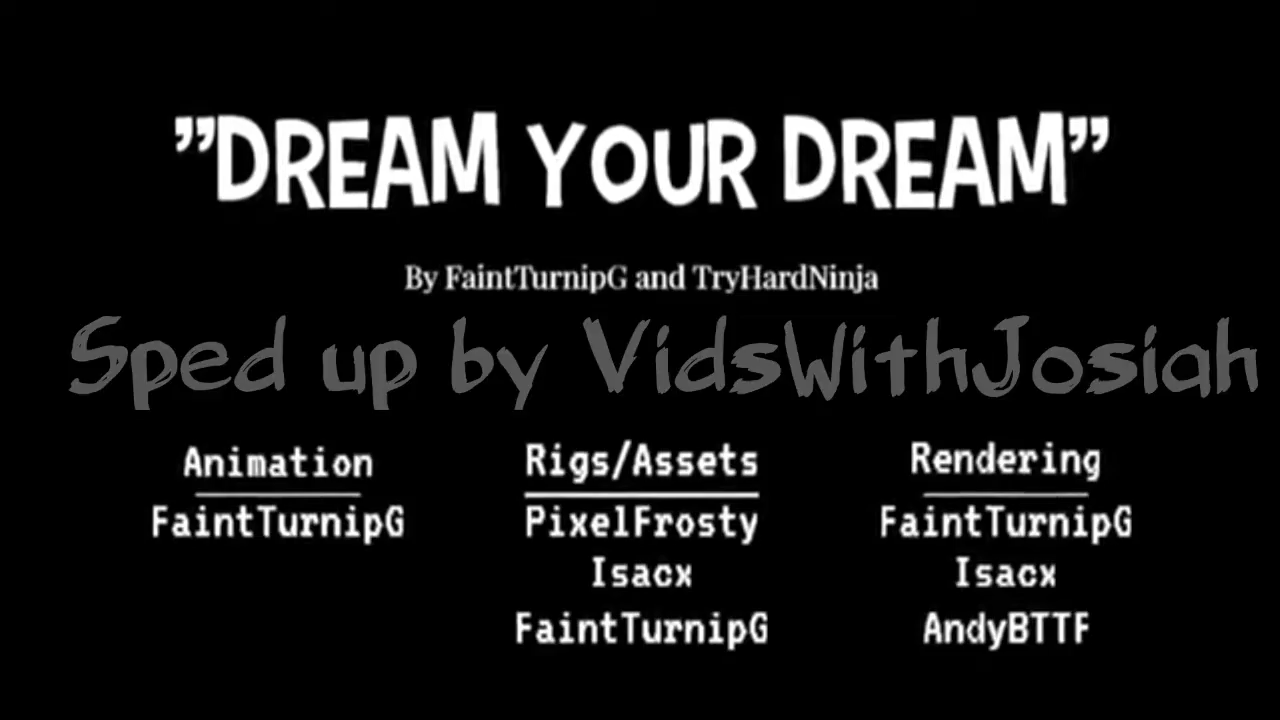 ”DREAM YOUR DREAM”
By FaintTurnipG and TryHardNinja
Sped up by VidsWithJosiah
Animation
FaintTurnipG
Rigs/Assets
PixelFrosty
Isacx
FaintTurnipG
Rendering
FaintTurnipG
Isacx
AndyBTTF